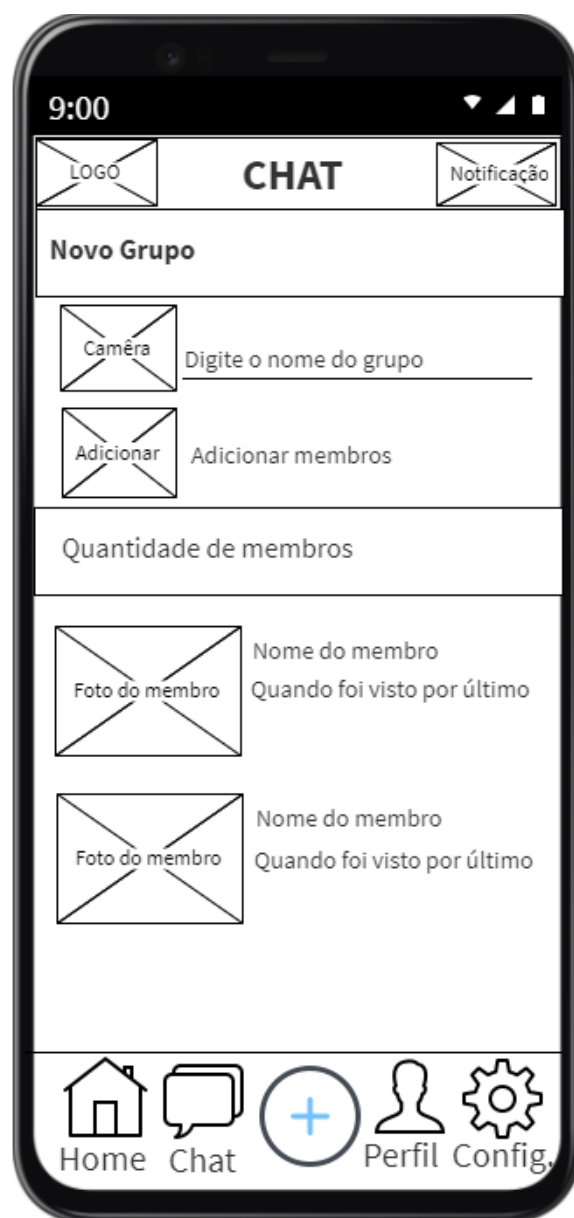 9:00
LOGO
CHAT
Notificação
Novo Grupo
Camêra
Digite o nome do grupo
Adicionar
Adicionar membros
Quantidade de membros
Foto do membro
Nome do membro
Quando foi visto por último
Foto do membro
Nome do membro
Quando foi visto por último
Home
Chat
Perfil
Config.